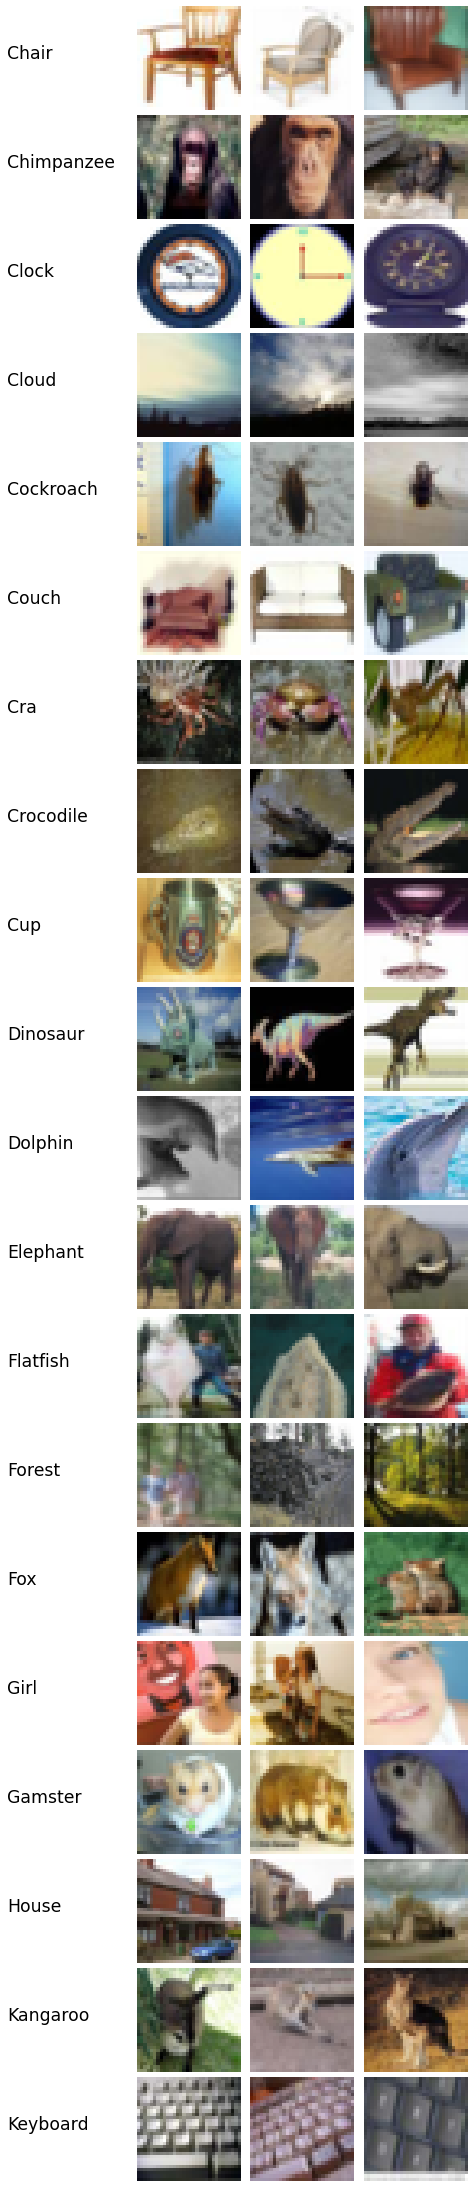 Chair
Chimpanzee
Clock
Cloud
Cockroach
Couch
Cra
Crocodile
Cup
Dinosaur
Dolphin
Elephant
Flatfish
Forest
Fox
Girl
Gamster
House
Kangaroo
Keyboard